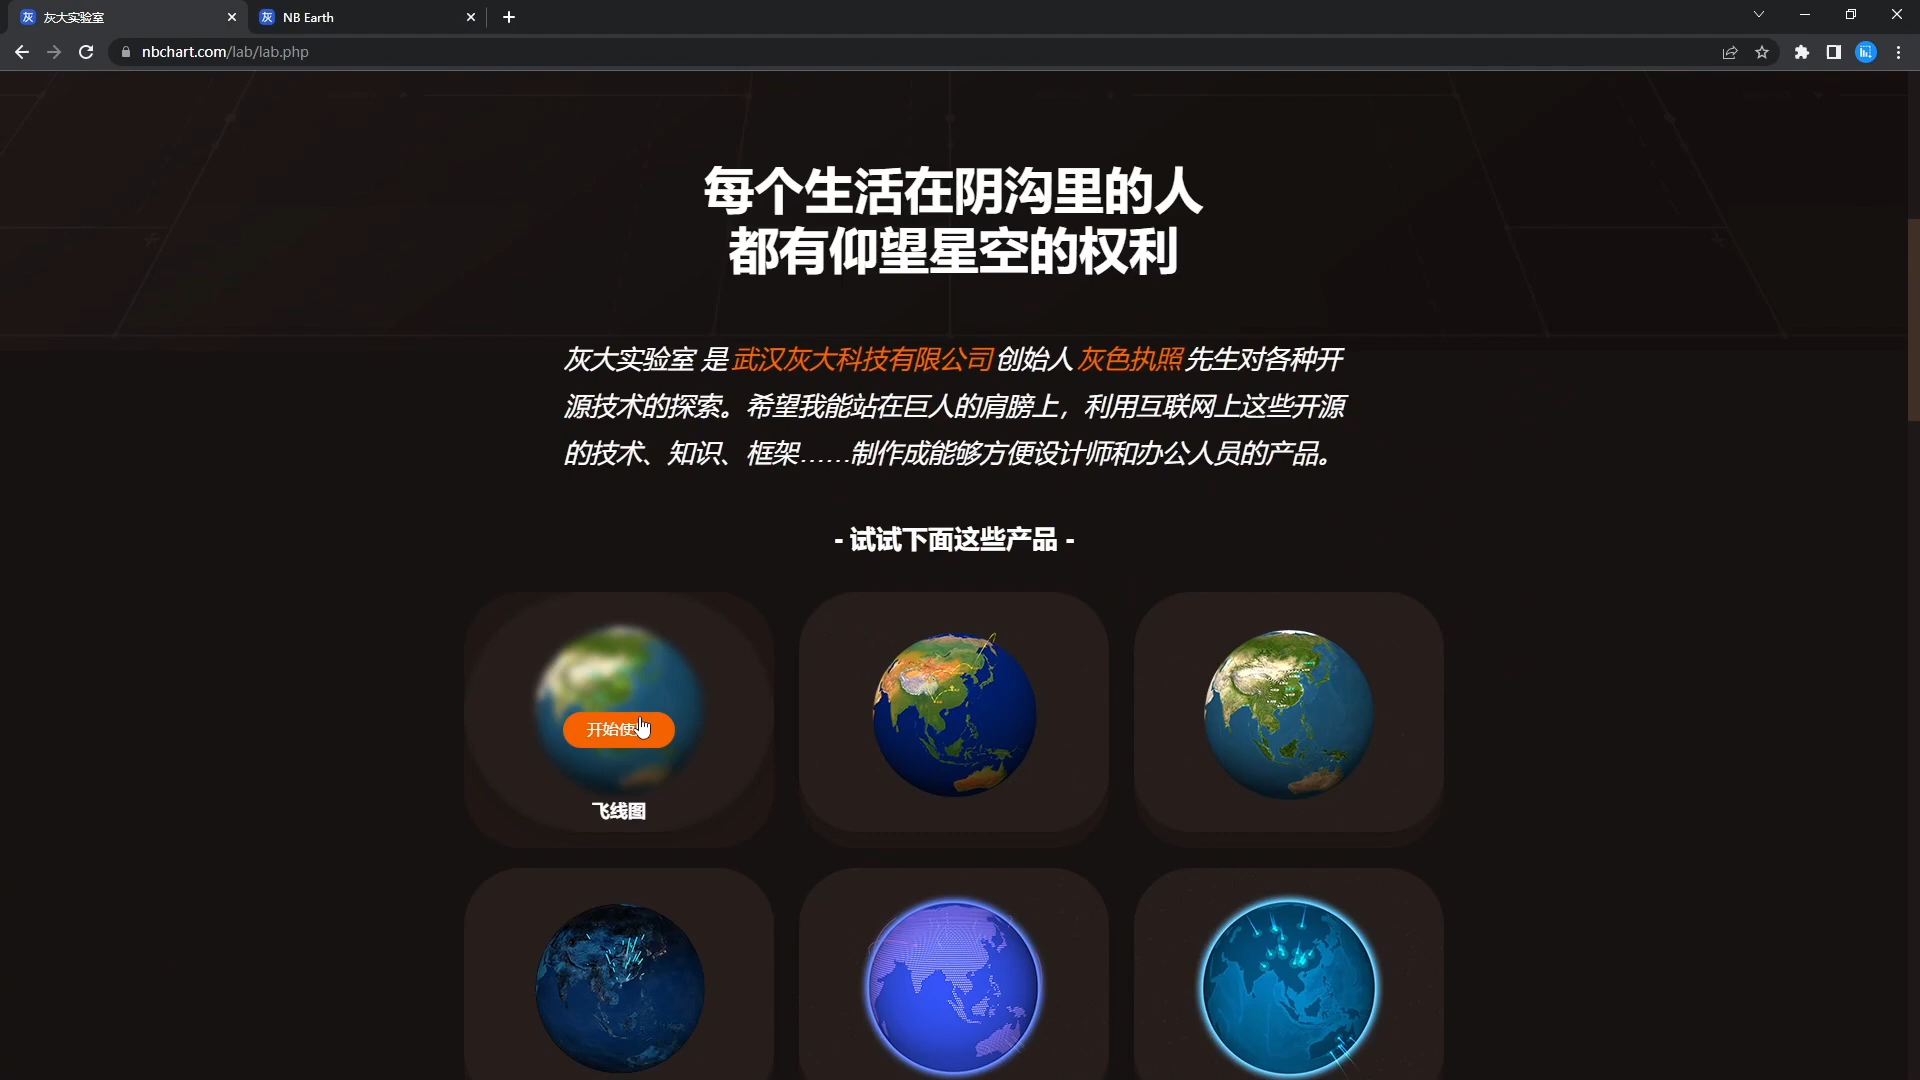 灰大实验室
NB Earth
nbchart.com/lab/lab.php
每个生活在阴沟里的人
都有仰望星空的权利
灰大实验室 是 武汉灰大科技有限公司 创始人 灰色执照 先生对各种开
源技术的探索。希望我能站在巨人的肩膀上，利用互联网上这些开源
的技术、知识、框架……制作成能够方便设计师和办公人员的产品。
- 试试下面这些产品 -
开始使
飞线图